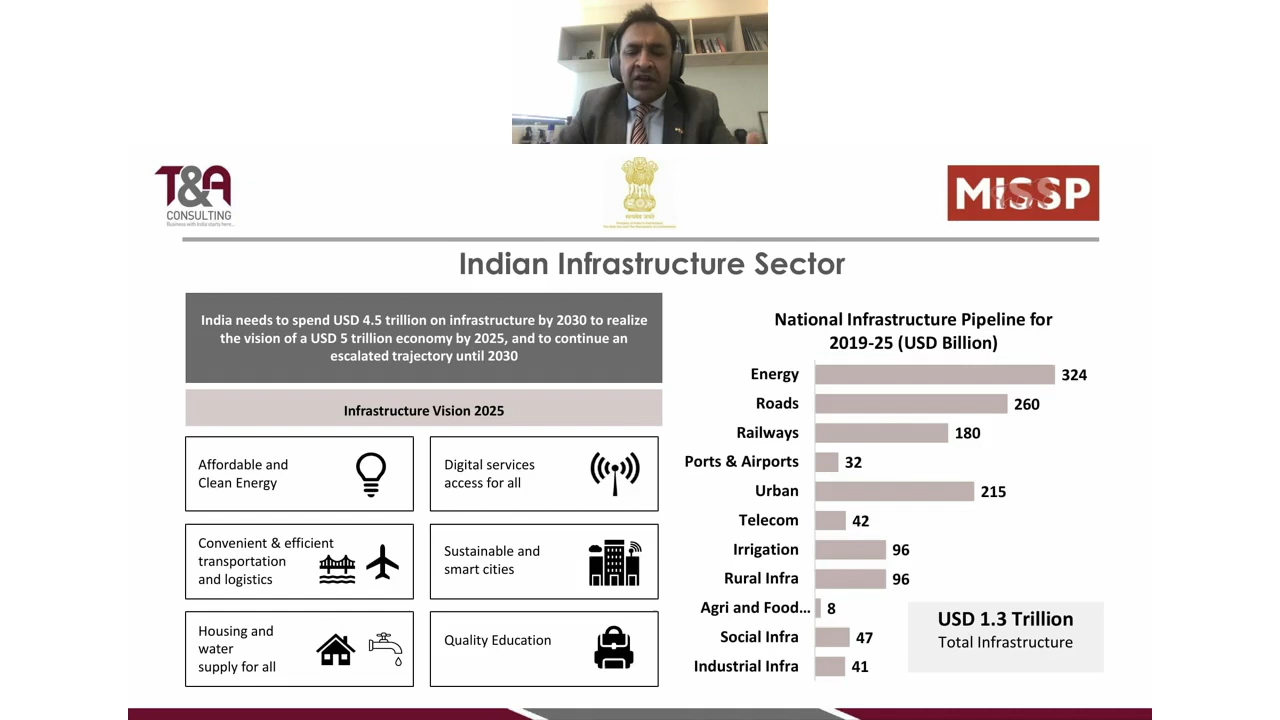 T&A
CONSULTING
Business with India starts here...
MISSP
Indian Infrastructure Sector
India needs to spend USD 4.5 trillion on infrastructure by 2030 to realize
the vision of a USD 5 trillion economy by 2025, and to continue an
escalated trajectory until 2030
Infrastructure Vision 2025
Affordable and
Clean Energy
Digital services
access for all
Convenient & efficient
transportation
and logistics
Sustainable and
smart cities
Housing and
water
supply for all
Quality Education
National Infrastructure Pipeline for
2019-25 (USD Billion)
Energy 324
Roads 260
Railways 180
Ports & Airports 32
Urban 215
Telecom 42
Irrigation 96
Rural Infra 96
Agri and Food... 8
Social Infra 47
Industrial Infra 41
USD 1.3 Trillion
Total Infrastructure